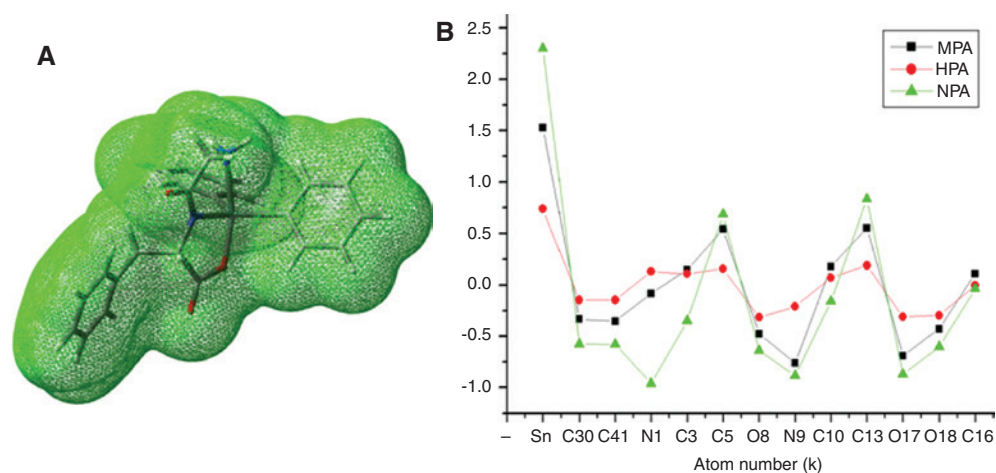 A
B
MPA
HPA
NPA
2.5
2.0
1.5
1.0
0.5
0.0
-0.5
-1.0
– Sn C30 C41 N1 C3 C5 O8 N9 C10 C13 O17 O18 C16
Atom number (k)